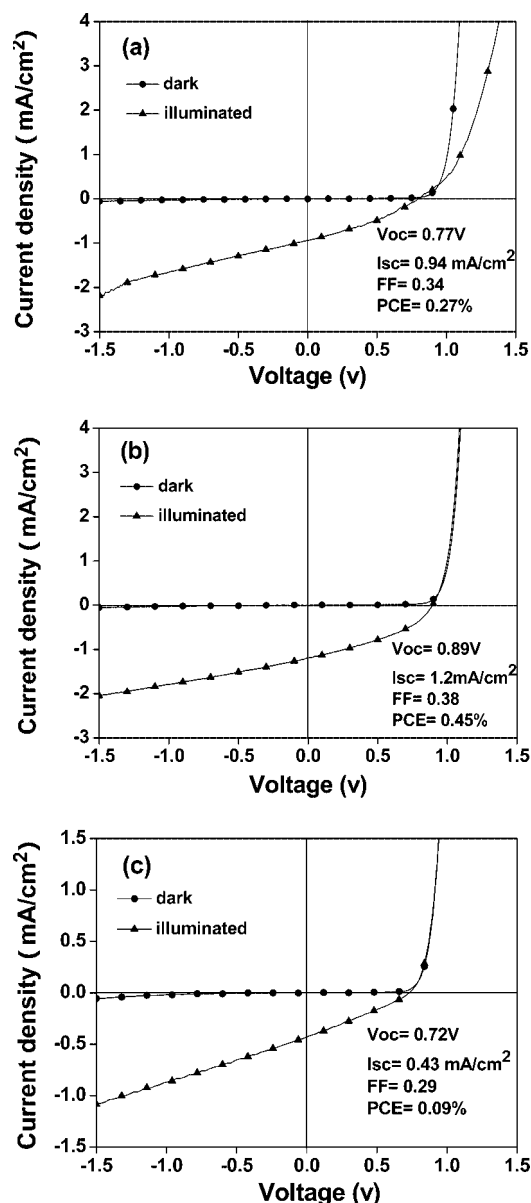 (a)
dark
illuminated
Current density ( mA/cm²)
4
3
2
1
0
-1
-2
-3
Voc= 0.77V
Isc= 0.94 mA/cm²
FF= 0.34
PCE= 0.27%
-1.5 -1.0 -0.5 0.0 0.5 1.0 1.5
Voltage (v)
(b)
dark
illuminated
Current density ( mA/cm²)
4
3
2
1
0
-1
-2
-3
Voc= 0.89V
Isc= 1.2mA/cm²
FF= 0.38
PCE= 0.45%
-1.5 -1.0 -0.5 0.0 0.5 1.0 1.5
Voltage (v)
(c)
dark
illuminated
Current density ( mA/cm²)
1.5
1.0
0.5
0.0
-0.5
-1.0
-1.5
Voc= 0.72V
Isc= 0.43 mA/cm²
FF= 0.29
PCE= 0.09%
-1.5 -1.0 -0.5 0.0 0.5 1.0 1.5
Voltage (v)